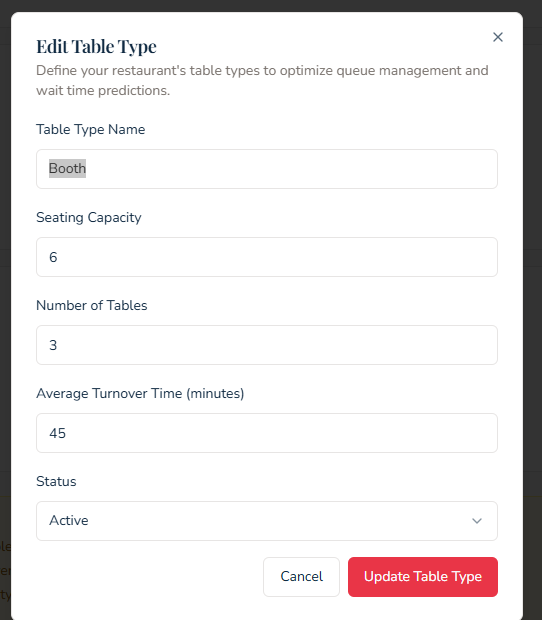 Edit Table Type
Define your restaurant's table types to optimize queue management and
wait time predictions.
Table Type Name
Booth
Seating Capacity
6
Number of Tables
3
Average Turnover Time (minutes)
45
Status
Active
Cancel
Update Table Type